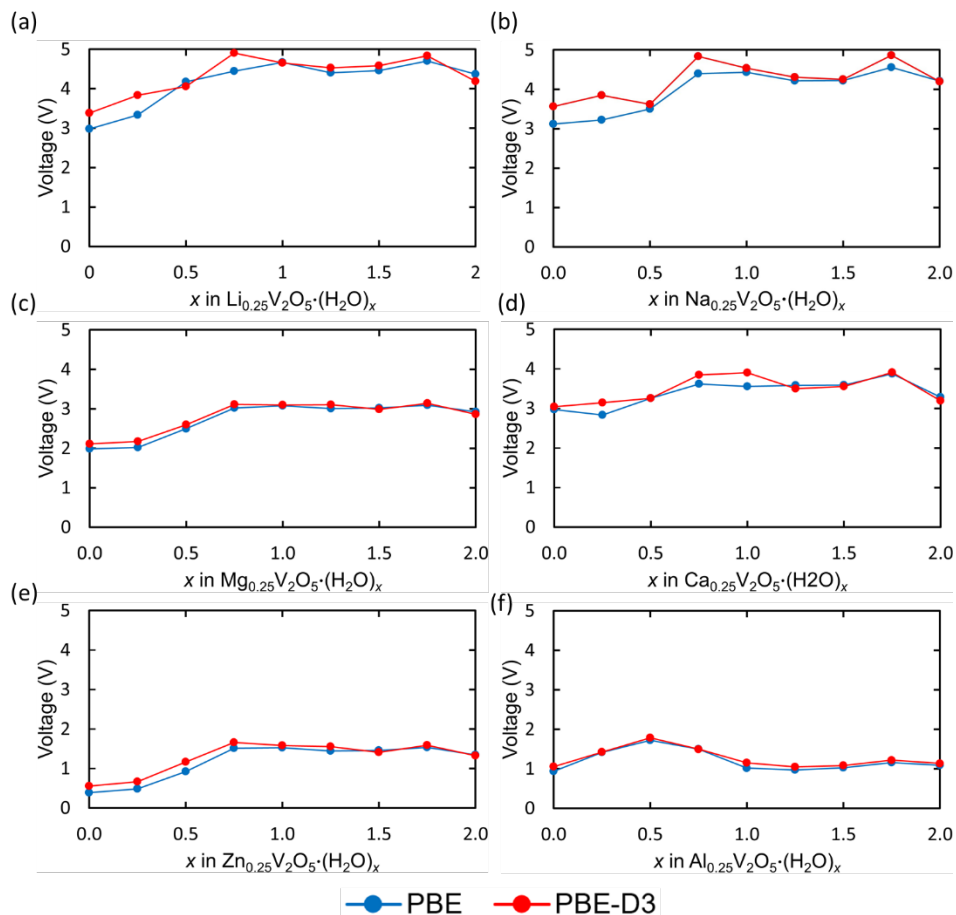 (a)
Voltage (V)
5
4
3
2
1
0
0 0.5 1 1.5 2
x in Li₀.₂₅V₂O₅·(H₂O)ₓ
(b)
Voltage (V)
5
4
3
2
1
0
0.0 0.5 1.0 1.5 2.0
x in Na₀.₂₅V₂O₅·(H₂O)ₓ
(c)
Voltage (V)
5
4
3
2
1
0
0.0 0.5 1.0 1.5 2.0
x in Mg₀.₂₅V₂O₅·(H₂O)ₓ
(d)
Voltage (V)
5
4
3
2
1
0
0.0 0.5 1.0 1.5 2.0
x in Ca₀.₂₅V₂O₅·(H2O)ₓ
(e)
Voltage (V)
5
4
3
2
1
0
0.0 0.5 1.0 1.5 2.0
x in Zn₀.₂₅V₂O₅·(H₂O)ₓ
(f)
Voltage (V)
5
4
3
2
1
0
0.0 0.5 1.0 1.5 2.0
x in Al₀.₂₅V₂O₅·(H₂O)ₓ
PBE PBE-D3